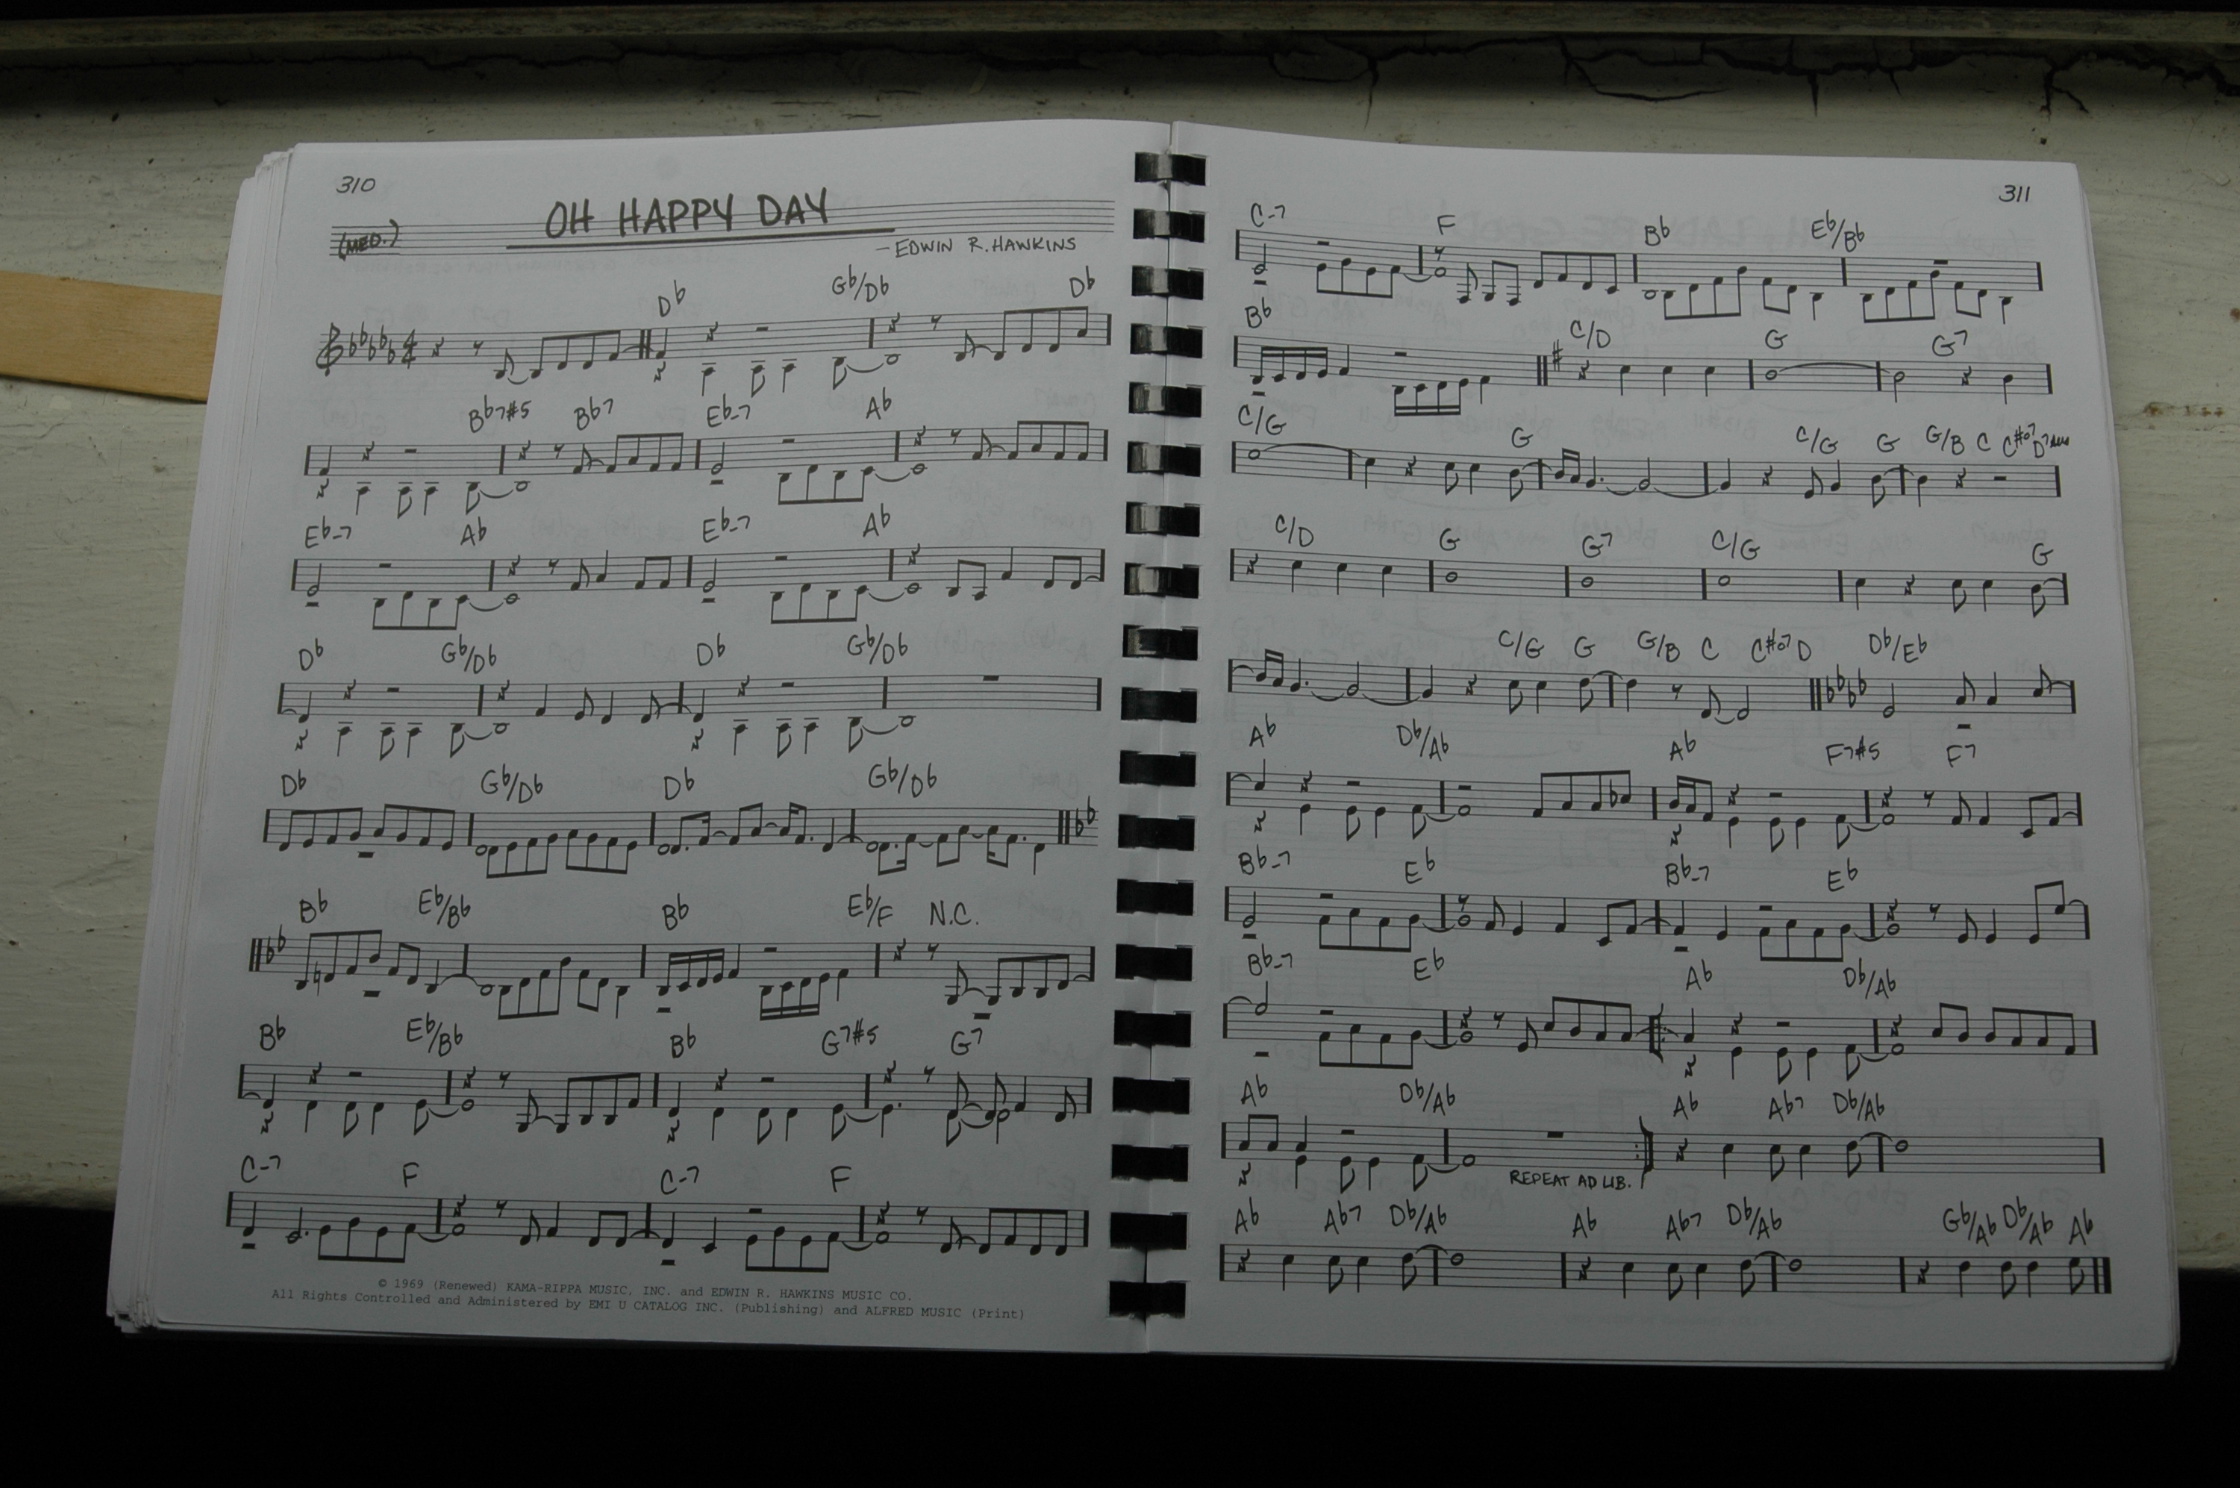 310
OH HAPPY DAY
(MED.)
— EDWIN R. HAWKINS
Db Gb/Db Db
Bb7#5 Bb7 Eb-7 Ab
Eb-7 Ab Eb-7 Ab
Db Gb/Db Db Gb/Db
Db Gb/Db Db Gb/Db
Bb Eb/Bb Bb Eb/F N.C.
Bb Eb/Bb Bb G7#5 G7
C-7 F C-7 F
© 1969 (Renewed) KAMA-RIPPA MUSIC, INC. and EDWIN R. HAWKINS MUSIC CO.
All Rights Controlled and Administered by EMI U CATALOG INC. (Publishing) and ALFRED MUSIC (Print)
311
C-7 F Bb Eb/Bb
Bb C/D G G7
C/G G C/G G G/B C C#o7
C/D G G7 C/G G
C/G G G/B C C#o7 D Db/Eb
Ab Db/Ab Ab F7#5 F7
Bb-7 Eb Bb-7 Eb
Bb-7 Eb Ab Db/Ab
Ab Db/Ab Ab Ab7 Db/Ab
REPEAT AD LIB.
Ab Ab7 Db/Ab Ab Ab7 Db/Ab Gb/Ab Db/Ab Ab